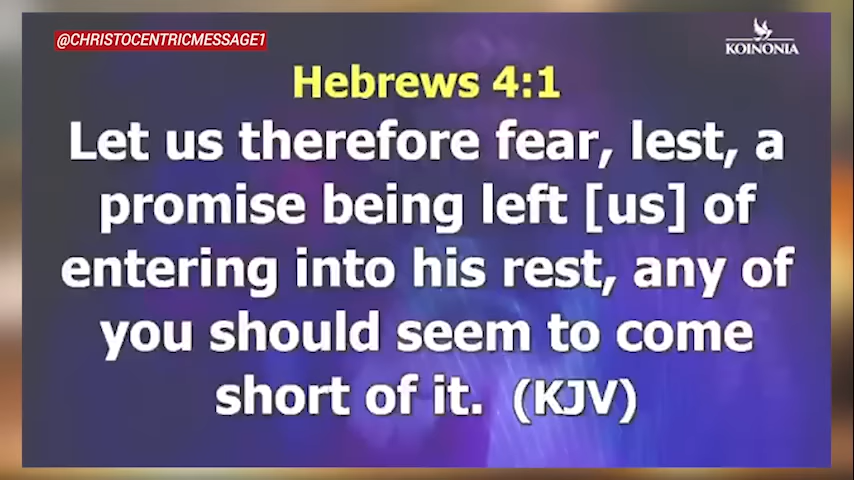 @CHRISTOCENTRICMESSAGE1
KOINONIA
Hebrews 4:1
Let us therefore fear, lest, a
promise being left [us] of
entering into his rest, any of
you should seem to come
short of it. (KJV)